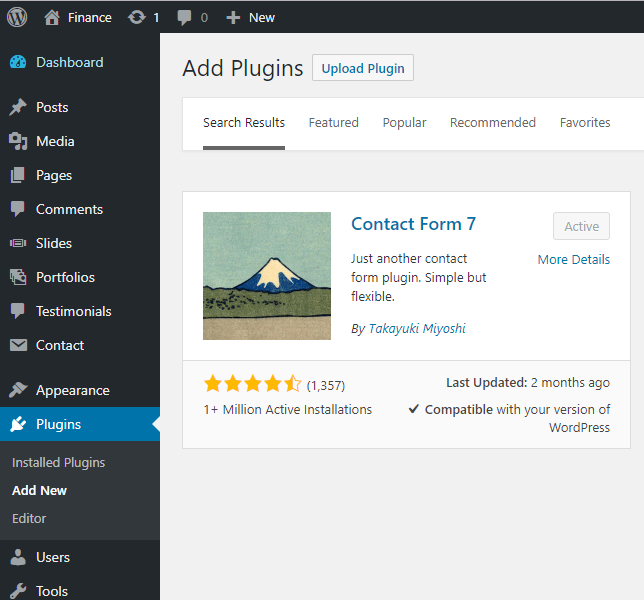 Finance 1 0 New
Dashboard
Posts
Media
Pages
Comments
Slides
Portfolios
Testimonials
Contact
Appearance
Plugins
Installed Plugins
Add New
Editor
Users
Tools
Add Plugins Upload Plugin
Search Results Featured Popular Recommended Favorites
Contact Form 7
Active
More Details
Just another contact
form plugin. Simple but
flexible.
By Takayuki Miyoshi
(1,357)
1+ Million Active Installations
Last Updated: 2 months ago
Compatible with your version of
WordPress